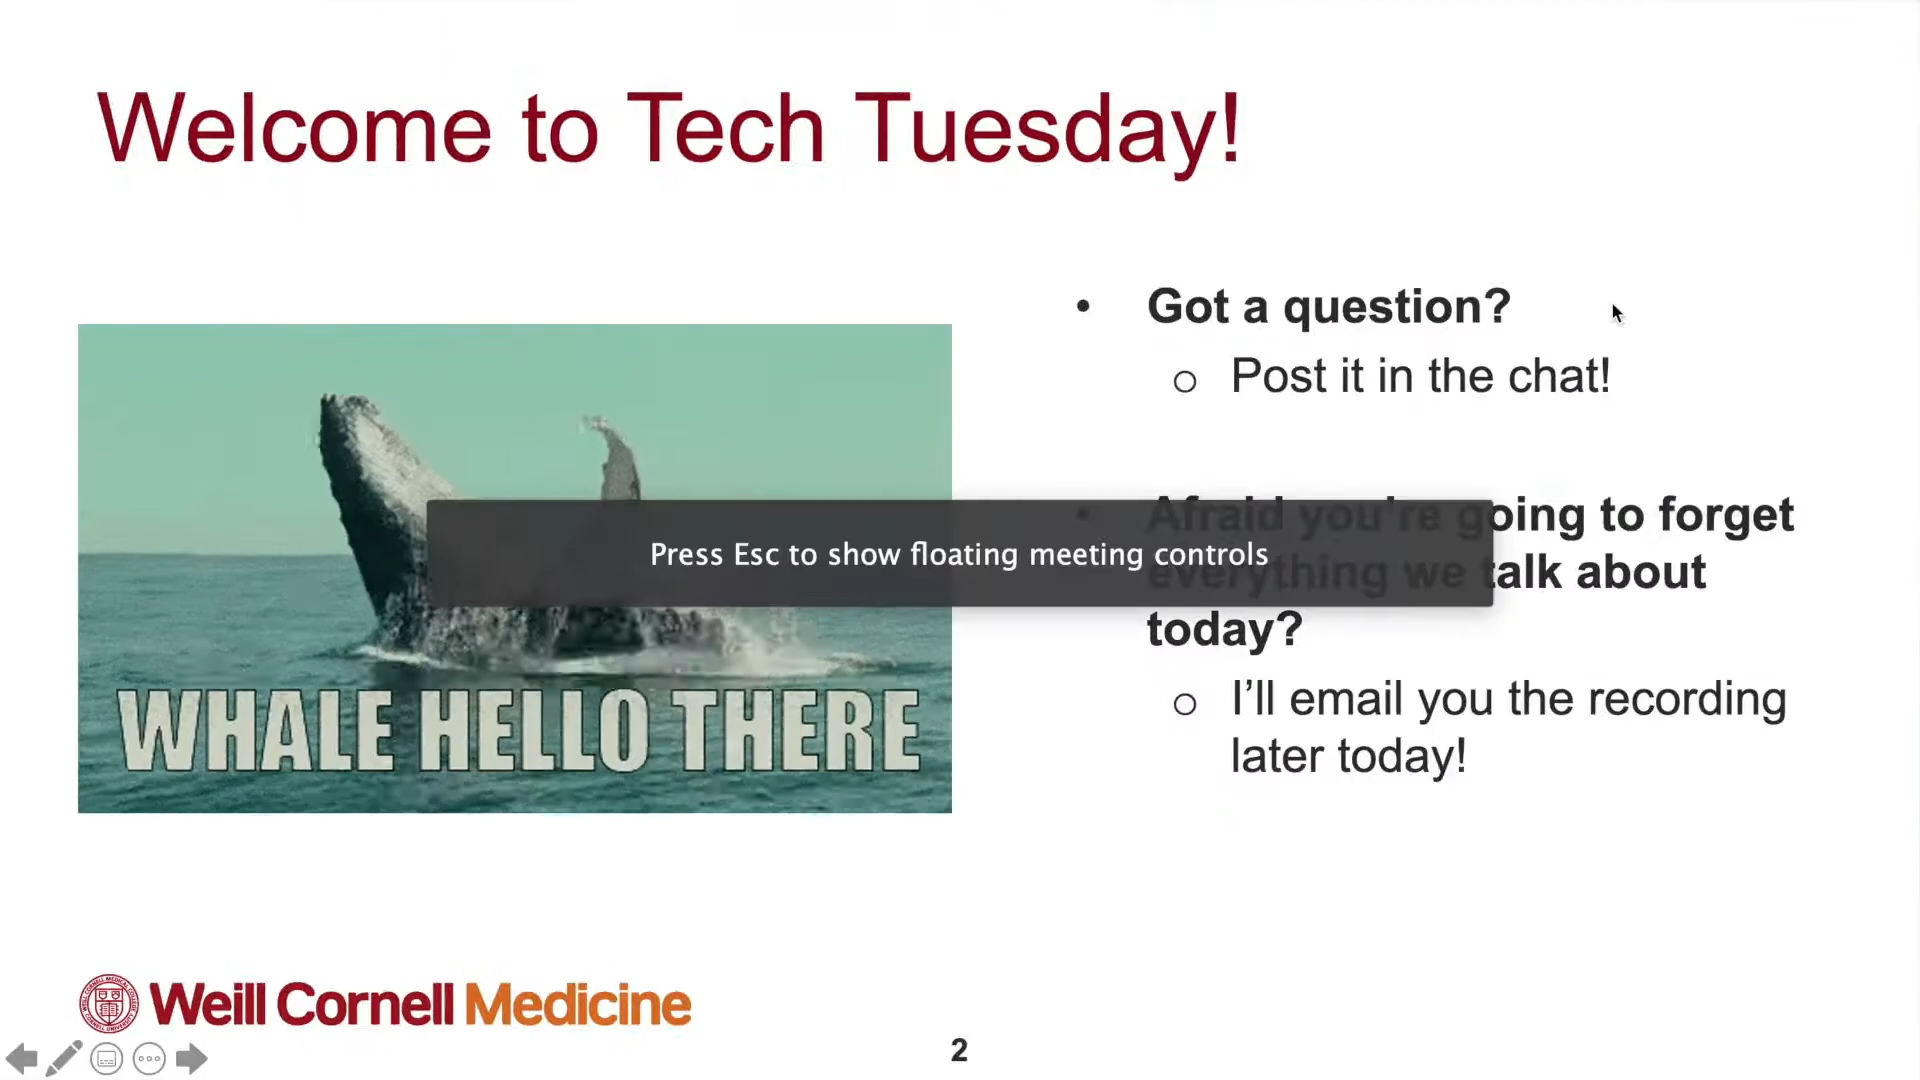 Welcome to Tech Tuesday!
• Got a question?
o Post it in the chat!
• Afraid you're going to forget
everything we talk about
today?
o I’ll email you the recording
later today!
Press Esc to show floating meeting controls
WHALE HELLO THERE
Weill Cornell Medicine
2